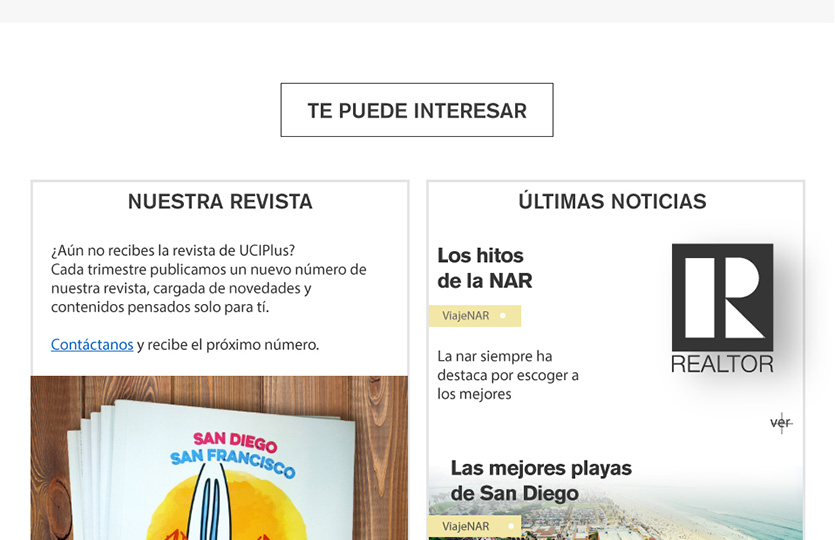 TE PUEDE INTERESAR
NUESTRA REVISTA
¿Aún no recibes la revista de UCIPlus?
Cada trimestre publicamos un nuevo número de
nuestra revista, cargada de novedades y
contenidos pensados solo para tí.
Contáctanos y recibe el próximo número.
SAN DIEGO
SAN FRANCISCO
ÚLTIMAS NOTICIAS
Los hitos
de la NAR
ViajeNAR
La nar siempre ha
destaca por escoger a
los mejores
R
REALTOR
ver
Las mejores playas
de San Diego
ViajeNAR